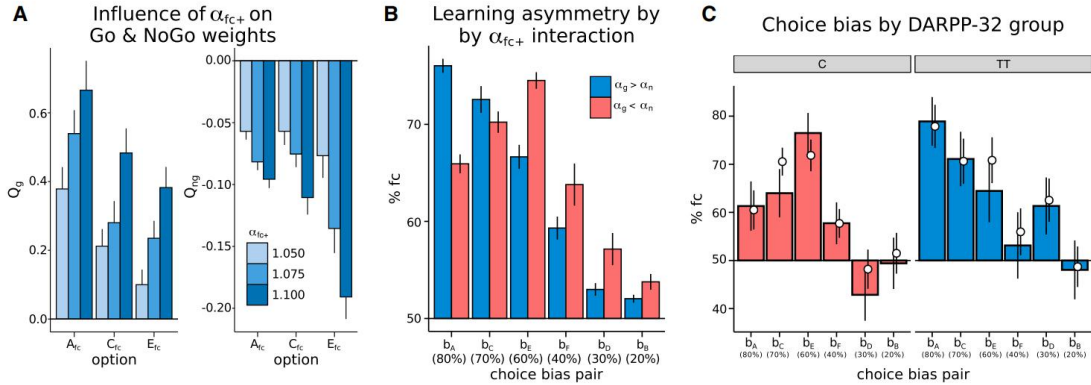 A
Influence of αfc+ on
Go & NoGo weights
Qg
0.6
0.4
0.2
0.0
Afc Cfc Efc
option
αfc+
1.050
1.075
1.100
Qng
0.00
-0.05
-0.10
-0.15
-0.20
Afc Cfc Efc
option
B
Learning asymmetry by
by αfc+ interaction
αg > αn
αg < αn
% fc
70
60
50
bA bC bE bF bD bB
(80%) (70%) (60%) (40%) (30%) (20%)
choice bias pair
C
Choice bias by DARPP-32 group
C TT
% fc
80
70
60
50
40
bA bC bE bF bD bB bA bC bE bF bD bB
(80%) (70%) (60%) (40%) (30%) (20%) (80%) (70%) (60%) (40%) (30%) (20%)
choice bias pair